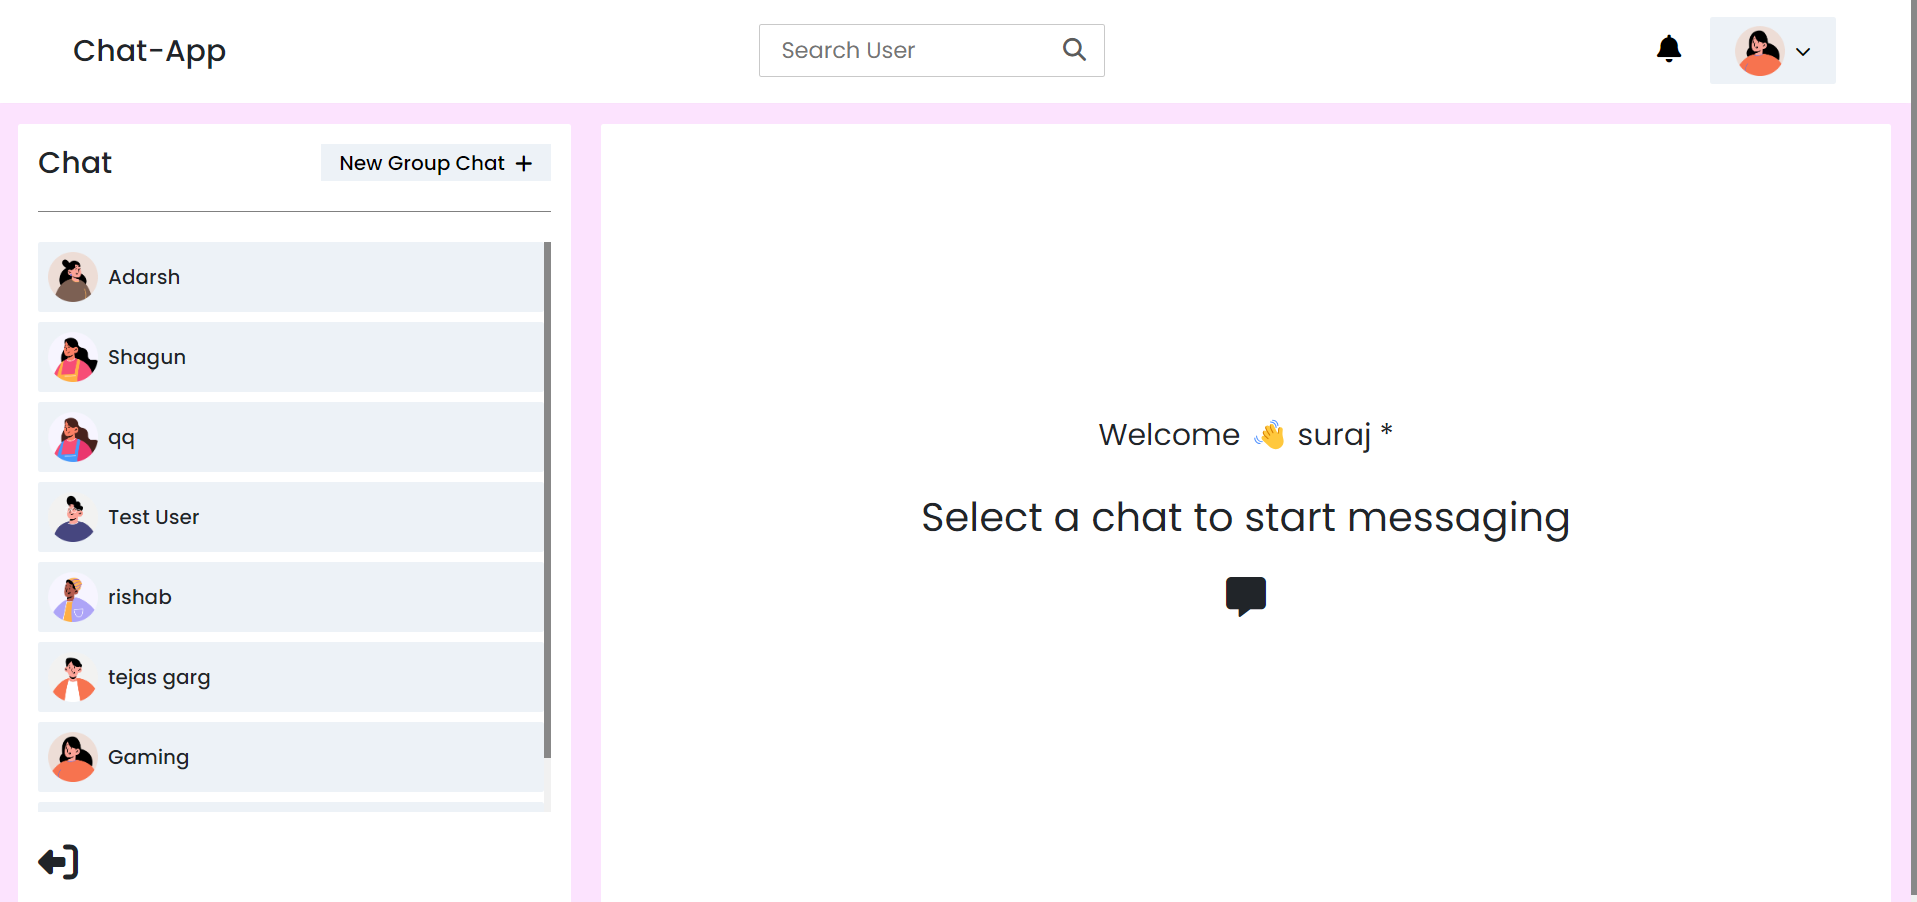 Chat-App
Search User
Chat
New Group Chat +
Adarsh
Shagun
qq
Test User
rishab
tejas garg
Gaming
Welcome 👋 suraj *
Select a chat to start messaging